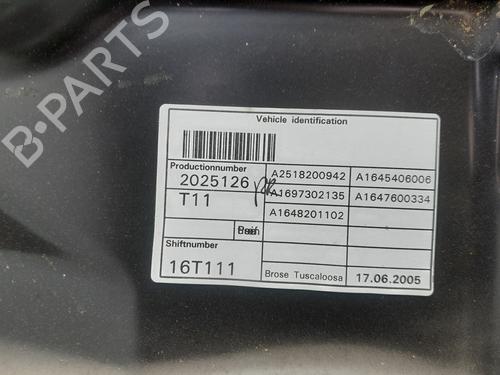 B-PARTS
Vehicle identification
Productionnumber
2025126
T11
Shiftnumber
16T111
A2518200942 A1645406006
A1697302135 A1647600334
A1648201102
Brose Tuscaloosa 17.06.2005